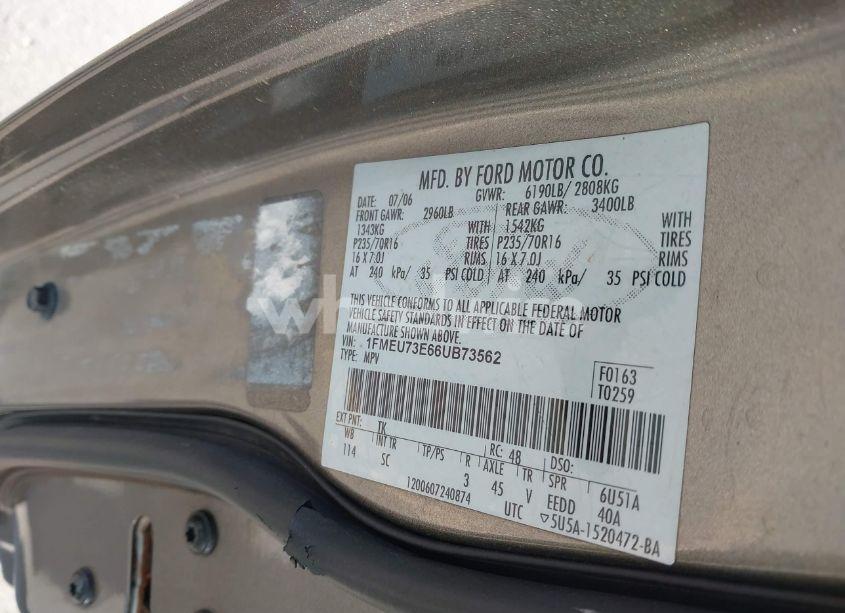 MFD. BY FORD MOTOR CO.
DATE: 07/06 GVWR: 6190LB/ 2808KG
FRONT GAWR: 2960LB REAR GAWR: 3400LB
1343KG WITH 1542KG WITH
P235/70R16 TIRES P235/70R16 TIRES
16 X 7.0J RIMS 16 X 7.0J RIMS
AT 240 kPa/ 35 PSI COLD AT 240 kPa/ 35 PSI COLD
THIS VEHICLE CONFORMS TO ALL APPLICABLE FEDERAL MOTOR
VEHICLE SAFETY STANDARDS IN EFFECT ON THE DATE OF
MANUFACTURE SHOWN ABOVE.
VIN: 1FMEU73E66UB73562
TYPE: MPV
F0163
T0259
EXT PNT: TK RC: 48 DSO:
WB INT TR TP/PS R AXLE TR SPR 6U51A
114 SC 3 45 V EEDD 40A
1200607240874 UTC ▽5U5A-1520472-BA